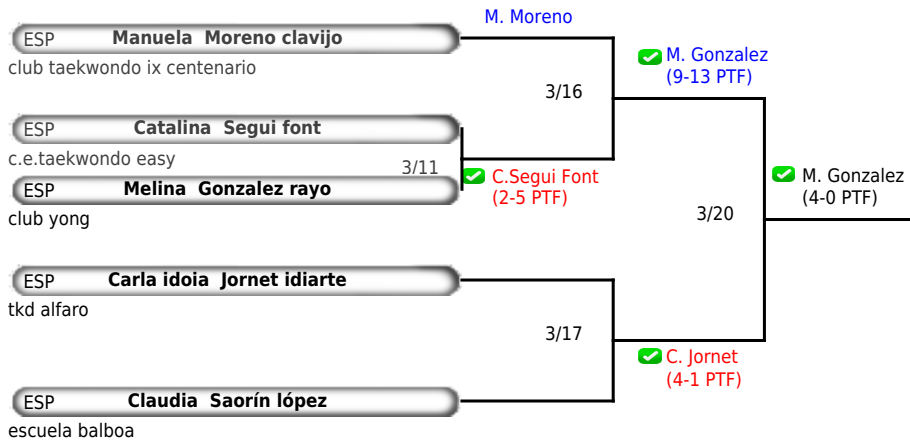 M. Moreno
ESP Manuela Moreno clavijo
club taekwondo ix centenario
M. Gonzalez
(9-13 PTF)
3/16
ESP Catalina Segui font
c.e.taekwondo easy
3/11
C.Segui Font
(2-5 PTF)
ESP Melina Gonzalez rayo
club yong
M. Gonzalez
(4-0 PTF)
3/20
ESP Carla idoia Jornet idiarte
tkd alfaro
3/17
C. Jornet
(4-1 PTF)
ESP Claudia Saorín lópez
escuela balboa